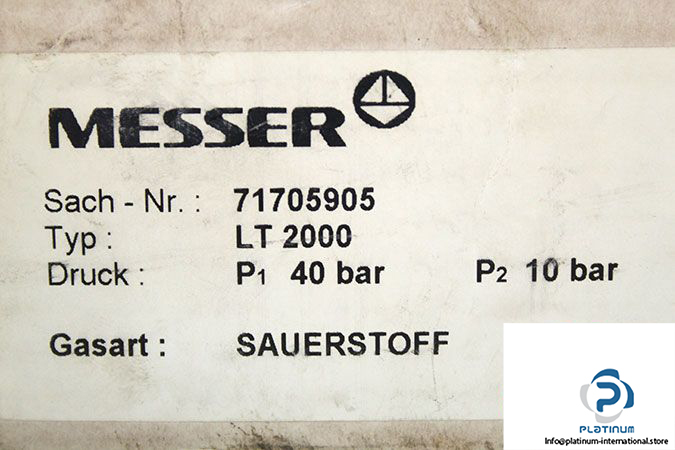 MESSER
Sach - Nr. : 71705905
Typ : LT 2000
Druck : P1 40 bar P2 10 bar
Gasart : SAUERSTOFF
PLATINUM
Info@platinum-international.store